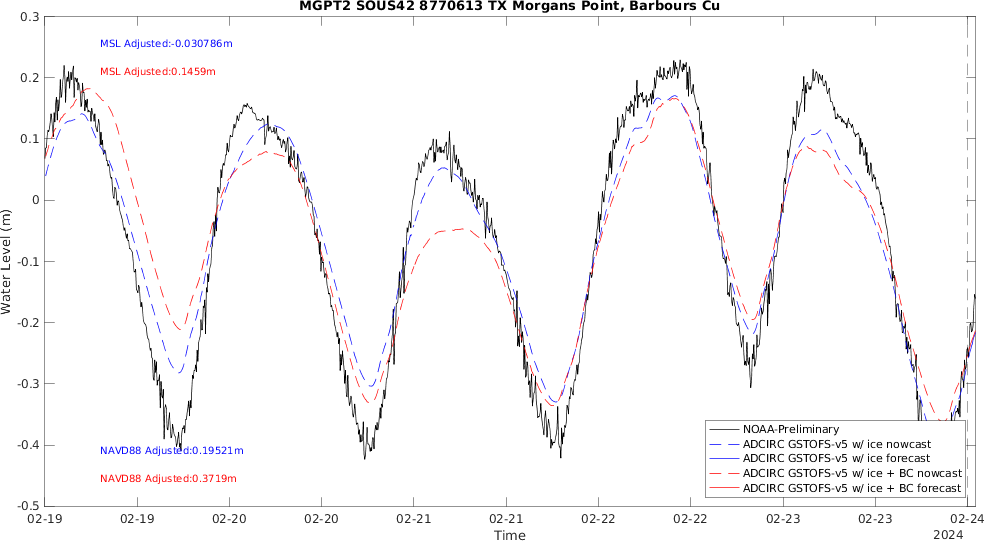 MGPT2 SOUS42 8770613 TX Morgans Point, Barbours Cu
0.3
0.2
0.1
0
-0.1
-0.2
-0.3
-0.4
-0.5
Water Level (m)
MSL Adjusted:-0.030786m
MSL Adjusted:0.1459m
NAVD88 Adjusted:0.19521m
NAVD88 Adjusted:0.3719m
NOAA-Preliminary
ADCIRC GSTOFS-v5 w/ ice nowcast
ADCIRC GSTOFS-v5 w/ ice forecast
ADCIRC GSTOFS-v5 w/ ice + BC nowcast
ADCIRC GSTOFS-v5 w/ ice + BC forecast
02-19 02-19 02-20 02-20 02-21 02-21 02-22 02-22 02-23 02-23 02-24
Time
2024